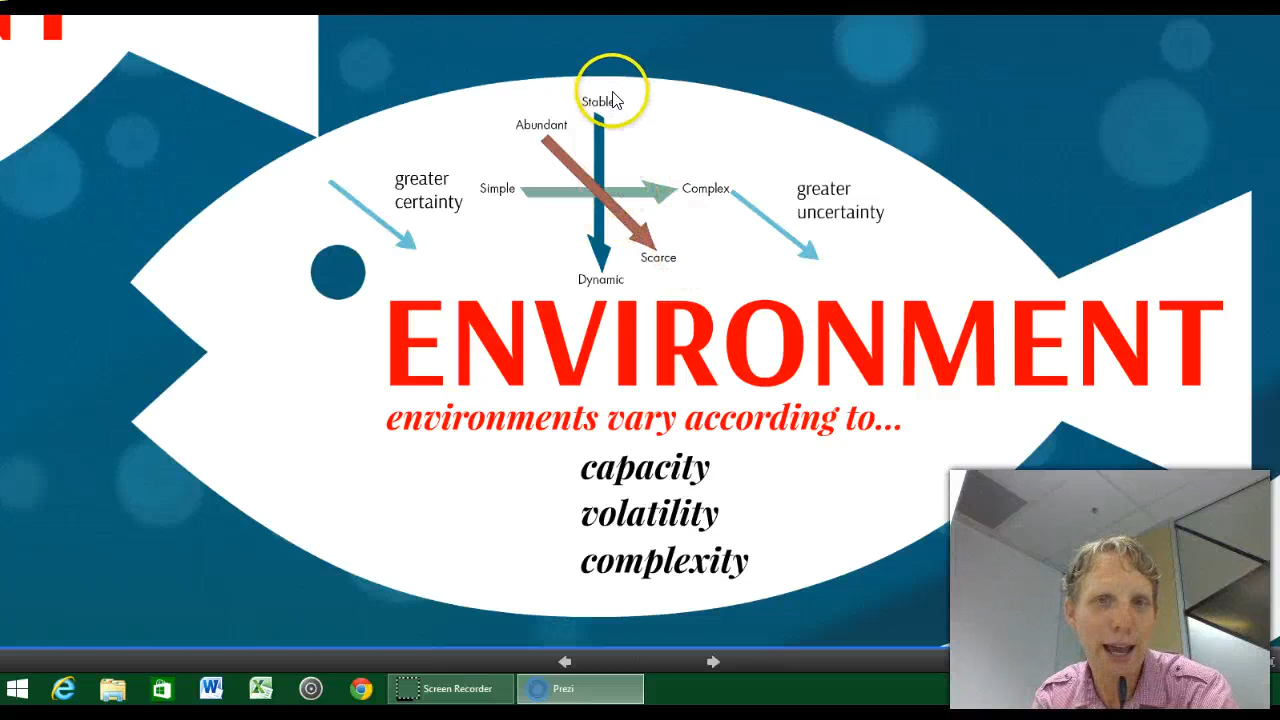 Stable
Abundant
greater
certainty
Simple
Complex
greater
uncertainty
Scarce
Dynamic
ENVIRONMENT
environments vary according to...
capacity
volatility
complexity
Screen Recorder
Prezi